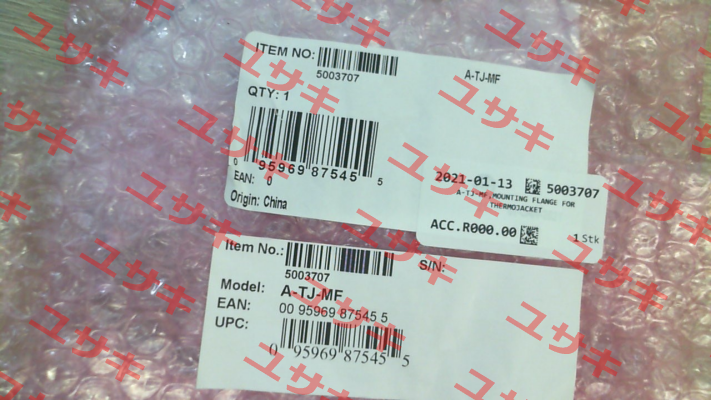 ITEM NO:
5003707
A-TJ-MF
QTY: 1
0 95969 87545 5
EAN: 0
Origin: China
2021-01-13 5003707
A-TJ-MF,MOUNTING FLANGE FOR
THERMOJACKET
ACC.R000.00 1 Stk
Item No.:
5003707
S/N:
Model: A-TJ-MF
EAN: 00 95969 87545 5
UPC:
0 95969 87545 5
ユサキ